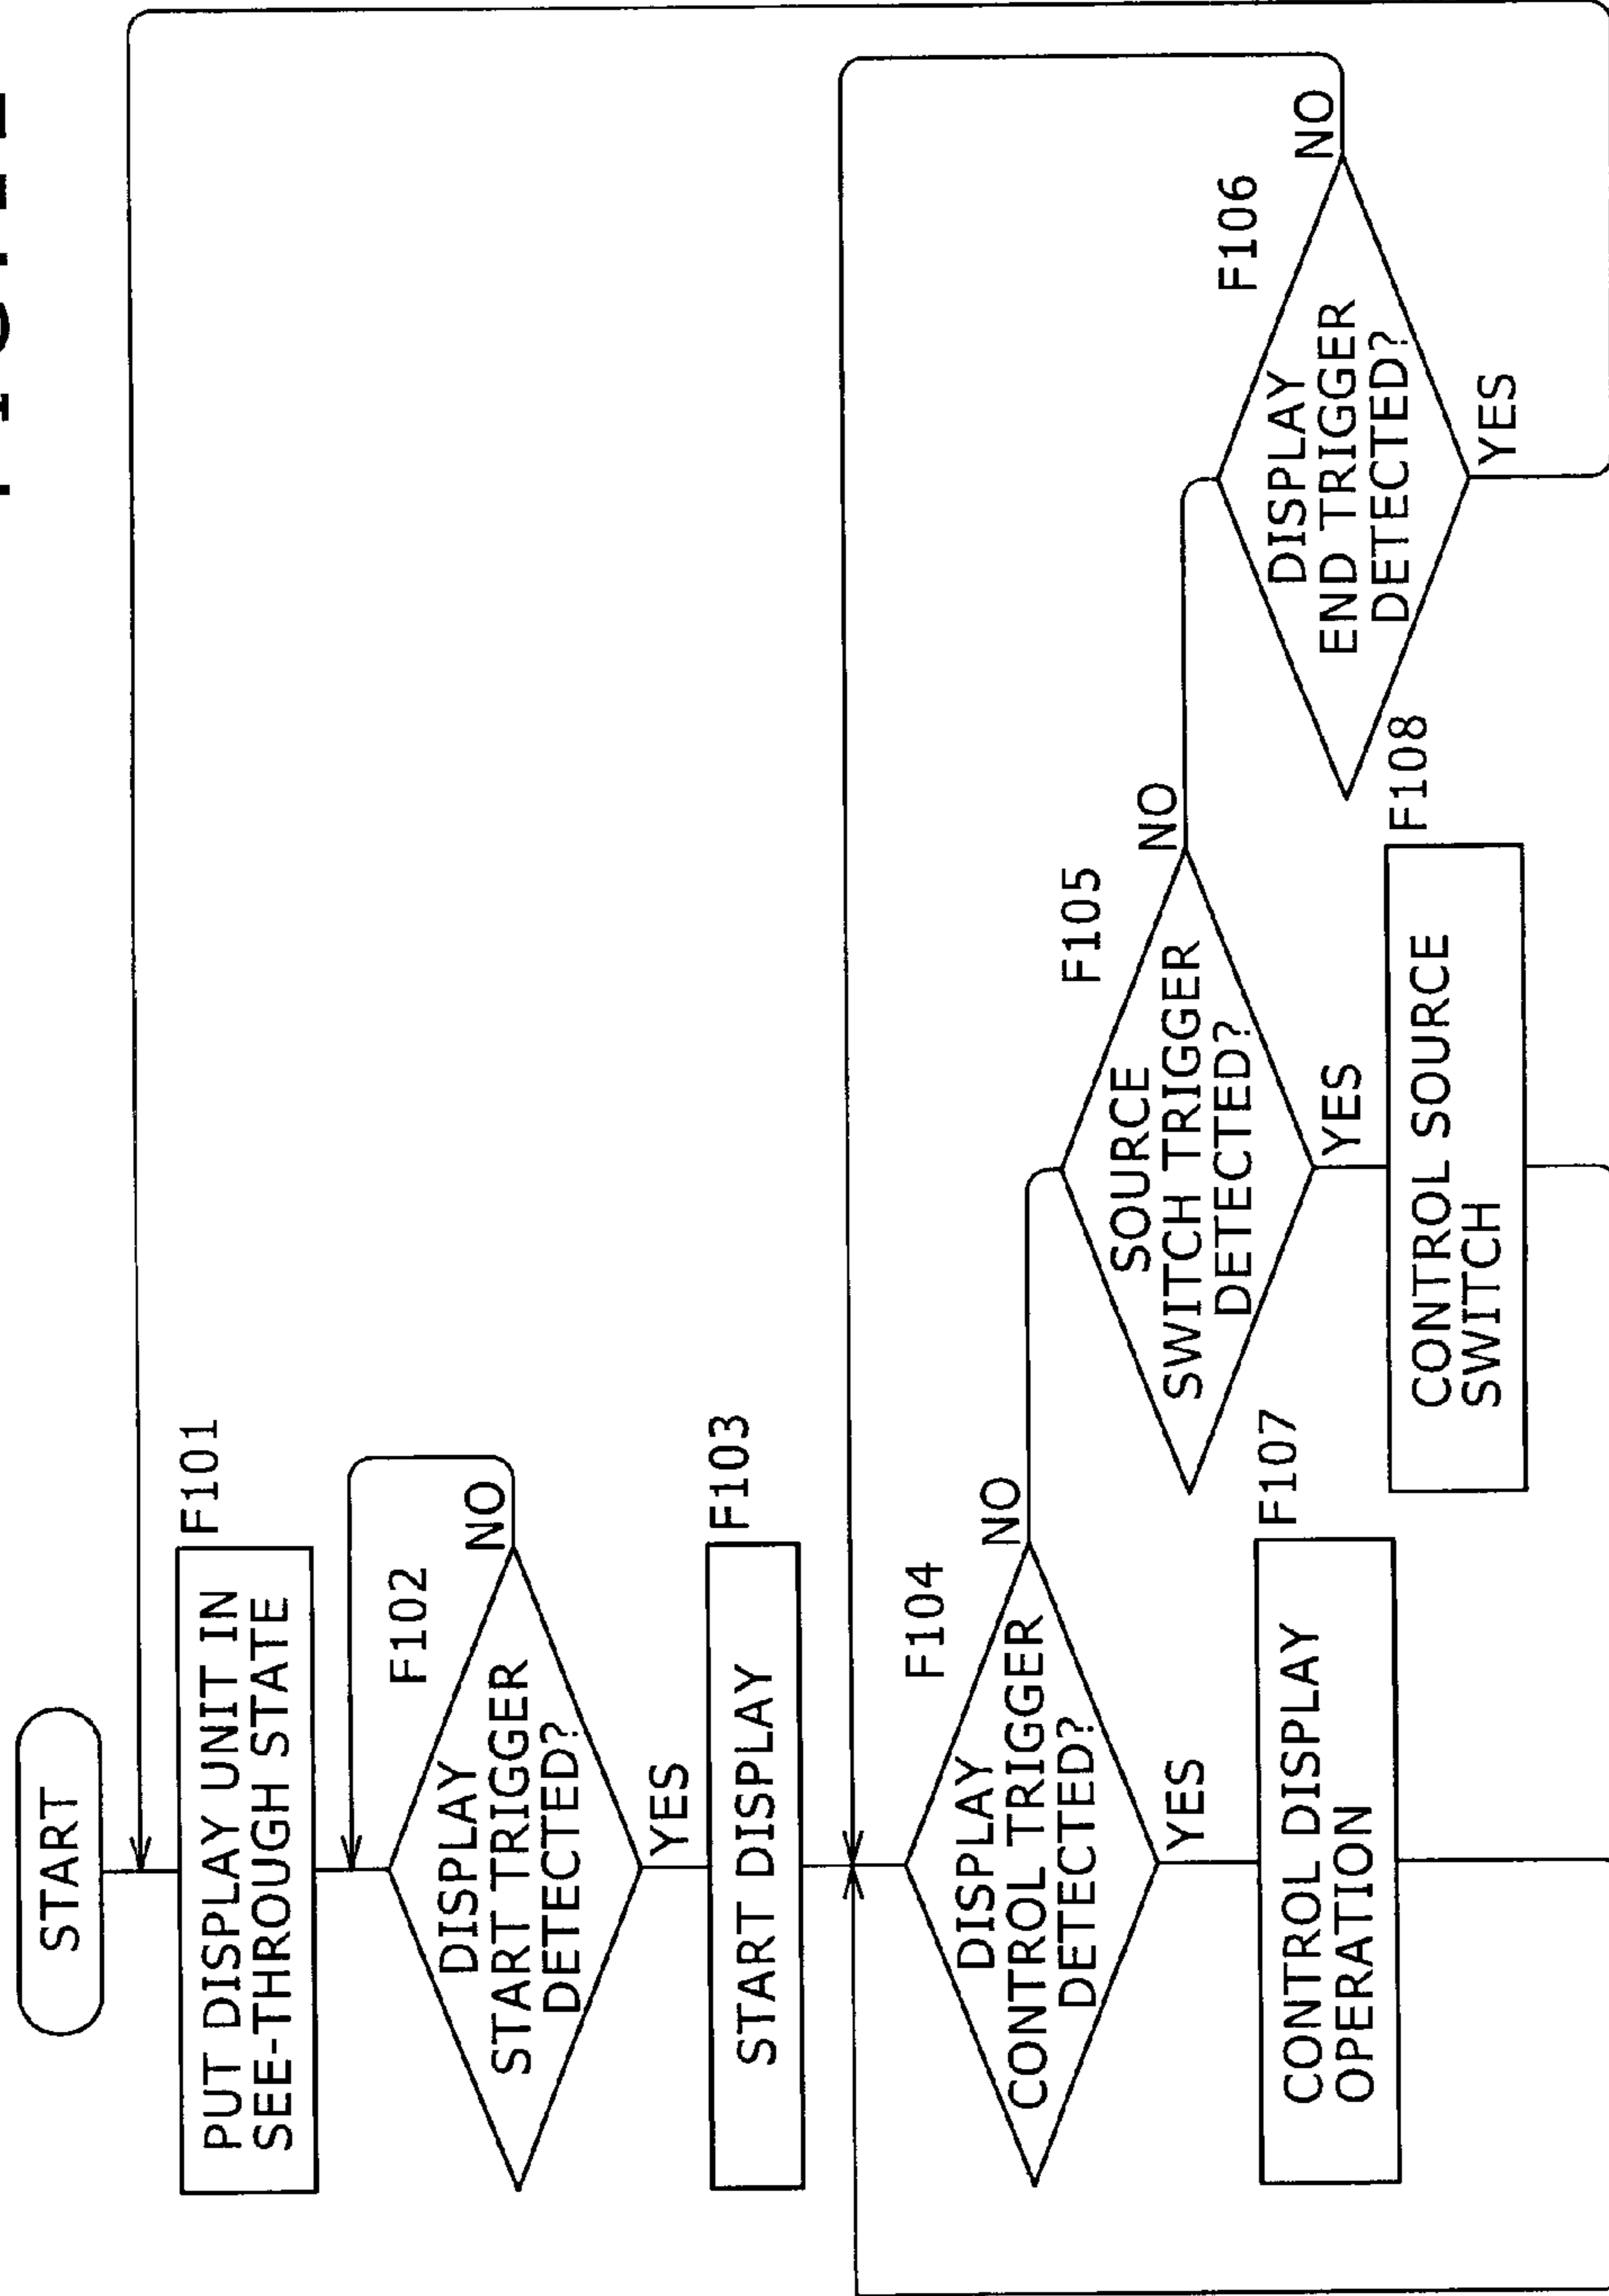 START
F101
PUT DISPLAY UNIT IN
SEE-THROUGH STATE
F102
DISPLAY
START TRIGGER
DETECTED?
NO
YES
F103
START DISPLAY
F104
DISPLAY
CONTROL TRIGGER
DETECTED?
NO
YES
F105
SOURCE
SWITCH TRIGGER
DETECTED?
NO
YES
F106
DISPLAY
END TRIGGER
DETECTED?
NO
YES
F107
CONTROL DISPLAY
OPERATION
F108
CONTROL SOURCE
SWITCH